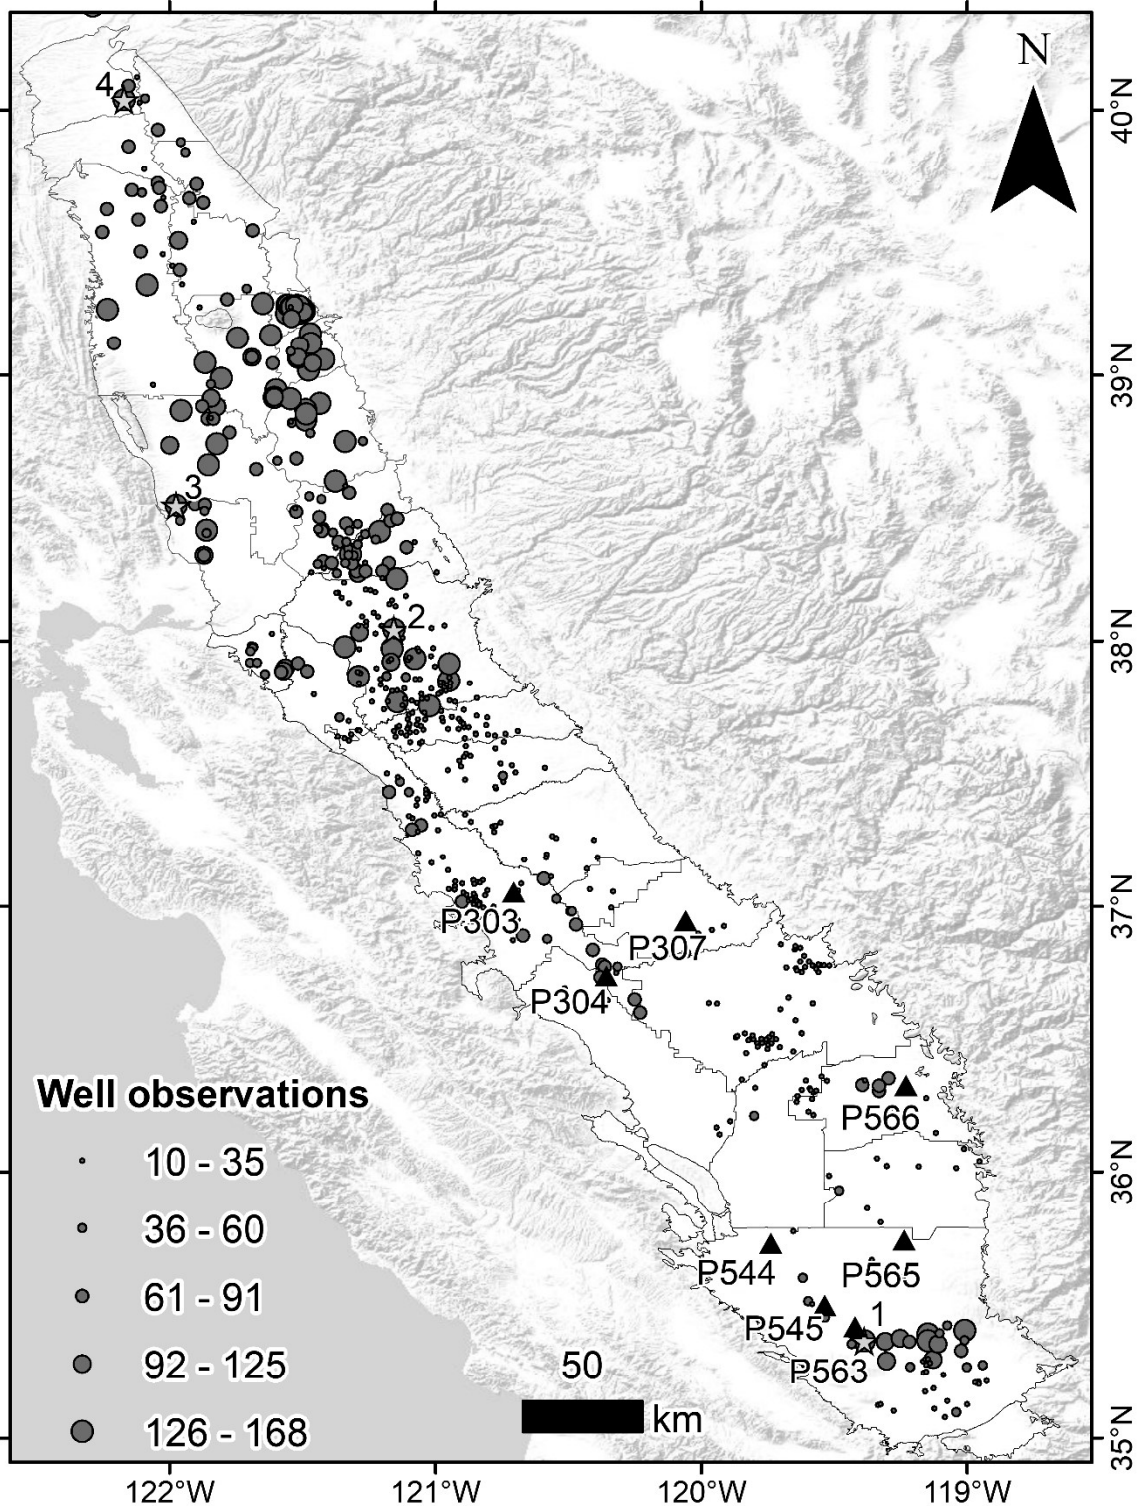 N
4
40°N
39°N
3
38°N
2
37°N
P303
P307
P304
Well observations
10 - 35
36 - 60
61 - 91
92 - 125
126 - 168
P566
36°N
P544
P565
P545
1
P563
50
km
35°N
122°W
121°W
120°W
119°W